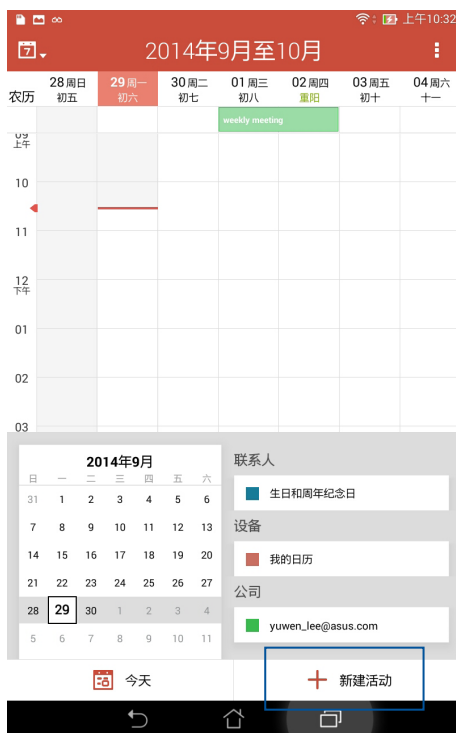 上午10:32
7
2014年9月至10月
农历 28周日 29周一 30周二 01周三 02周四 03周五 04周六
初五 初六 初七 初八 重阳 初十 十一
weekly meeting
09
上午
10
11
12
下午
01
02
03
2014年9月
日 一 二 三 四 五 六
31 1 2 3 4 5 6
7 8 9 10 11 12 13
14 15 16 17 18 19 20
21 22 23 24 25 26 27
28 29 30 1 2 3 4
5 6 7 8 9 10 11
联系人
生日和周年纪念日
设备
我的日历
公司
yuwen_lee@asus.com
今天 新建活动